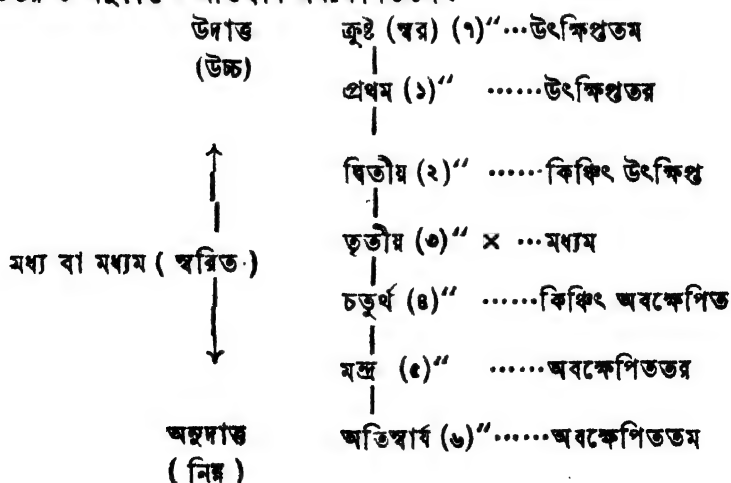 উদাত্ত ক্রুষ্ট (স্বর) (৭)“···উৎক্ষিপ্ততম
(উচ্চ)
প্রথম (১)“ ······উৎক্ষিপ্ততর
দ্বিতীয় (২)“ ······কিঞ্চিৎ উৎক্ষিপ্ত
তৃতীয় (৩)“ × ···মধ্যম
মধ্য বা মধ্যম ( স্বরিত )
চতুর্থ (৪)“ ······কিঞ্চিৎ অবক্ষেপিত
মন্দ্র (৫)“ ······অবক্ষেপিততর
অনুদাত্ত অতিস্বার্য (৬)“······অবক্ষেপিততম
( নিম্ন )